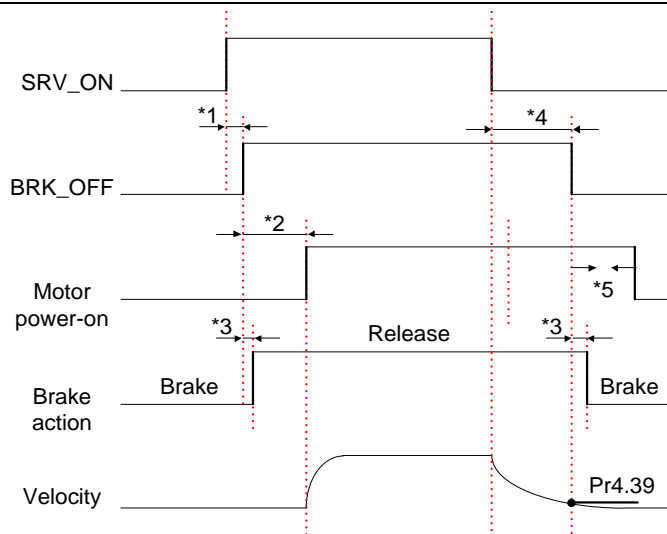 SRV_ON
*1
*4
BRK_OFF
*2
Motor
power-on
*5
*3
Release
*3
Brake
action
Brake
Brake
Velocity
Pr4.39